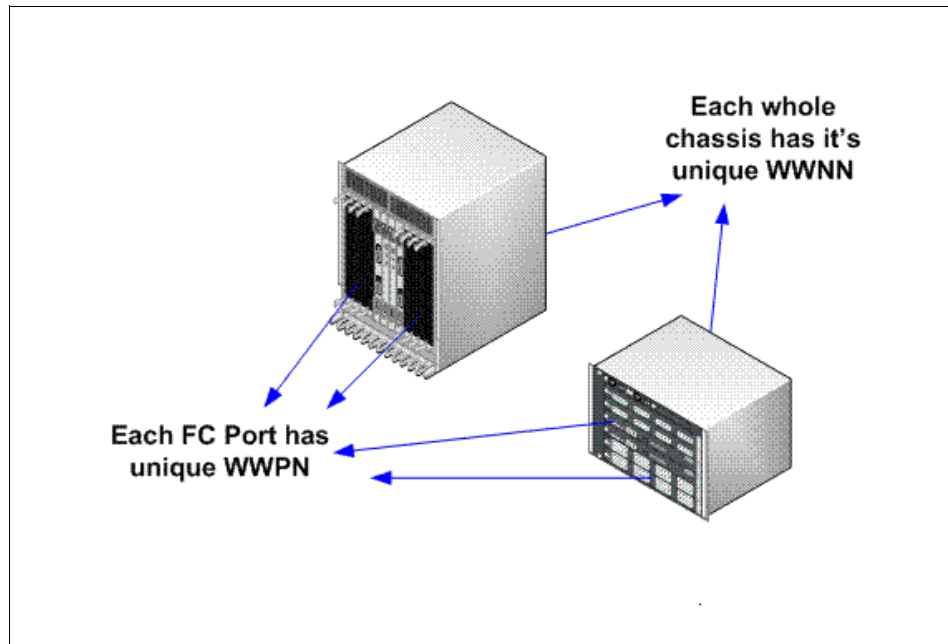 Each whole
chassis has it's
unique WWNN
Each FC Port has
unique WWPN